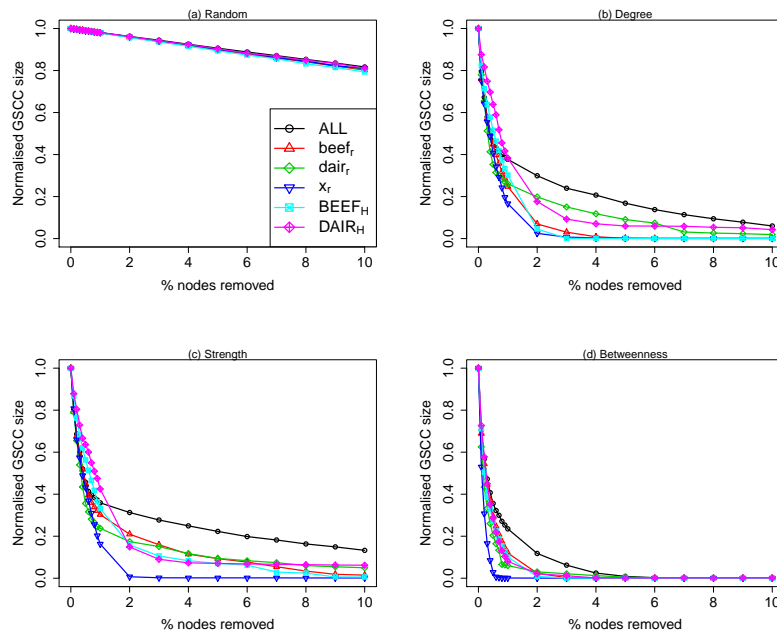 (a) Random
Normalised GSCC size
0.0 0.2 0.4 0.6 0.8 1.0
ALL
beef_r
dair_r
x_r
BEEF_H
DAIR_H
0 2 4 6 8 10
% nodes removed
(b) Degree
Normalised GSCC size
0.0 0.2 0.4 0.6 0.8 1.0
0 2 4 6 8 10
% nodes removed
(c) Strength
Normalised GSCC size
0.0 0.2 0.4 0.6 0.8 1.0
0 2 4 6 8 10
% nodes removed
(d) Betweenness
Normalised GSCC size
0.0 0.2 0.4 0.6 0.8 1.0
0 2 4 6 8 10
% nodes removed